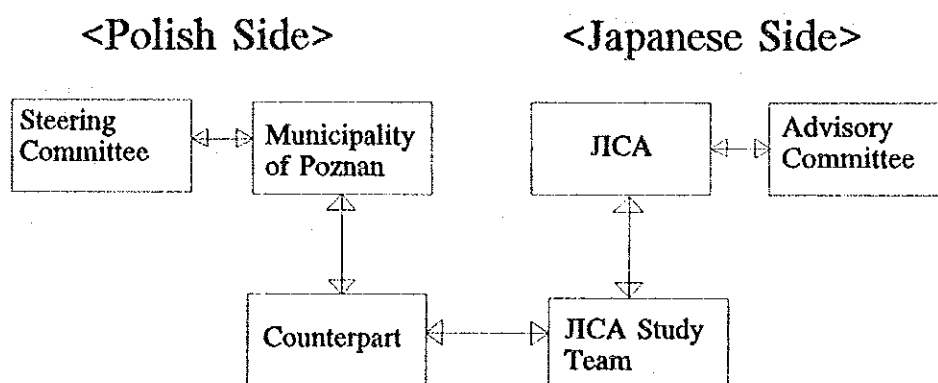 <Polish Side>
<Japanese Side>
Steering
Committee
Municipality
of Poznan
JICA
Advisory
Committee
Counterpart
JICA Study
Team